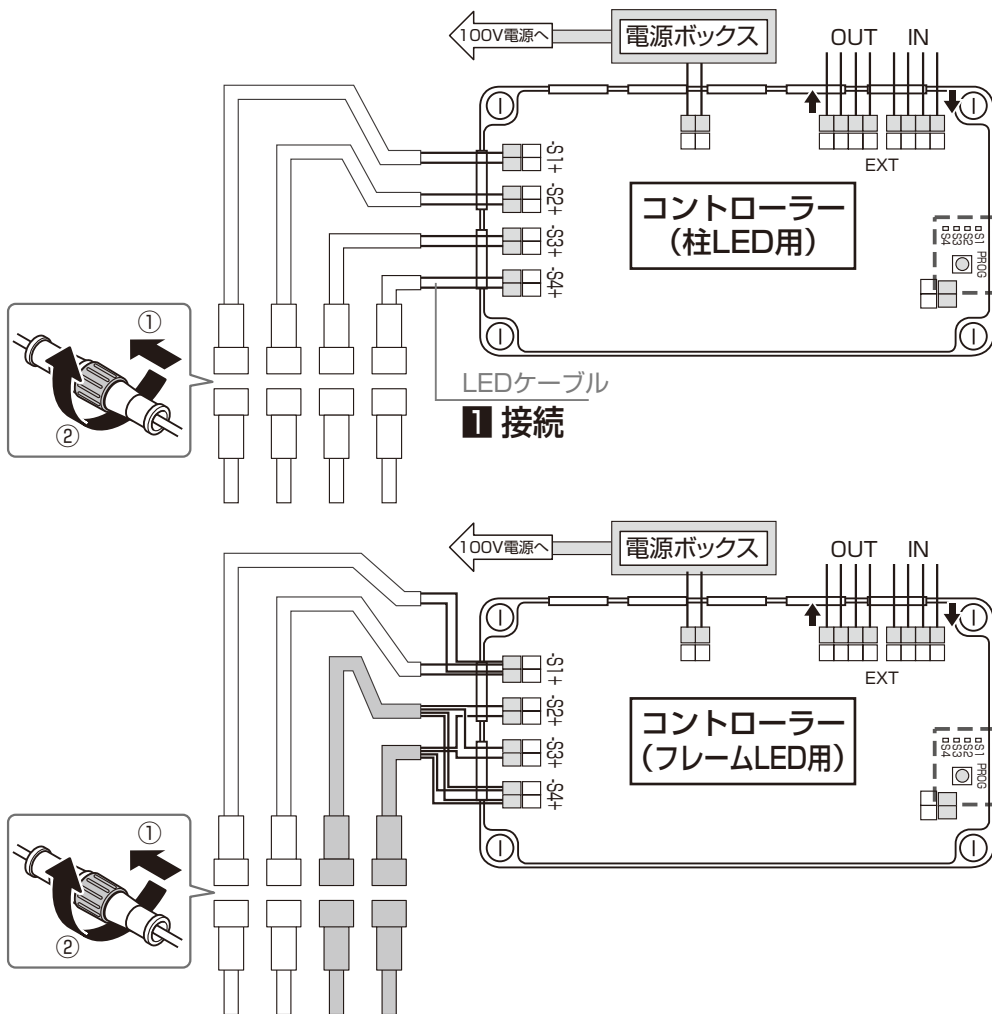 100V電源へ
電源ボックス
OUT
IN
EXT
-S1+
-S2+
-S3+
-S4+
コントローラー
(柱LED用)
S1
S2
S3
S4
PROG
①
②
LEDケーブル
1 接続
100V電源へ
電源ボックス
OUT
IN
EXT
-S1+
-S2+
-S3+
-S4+
コントローラー
(フレームLED用)
S1
S2
S3
S4
PROG
①
②